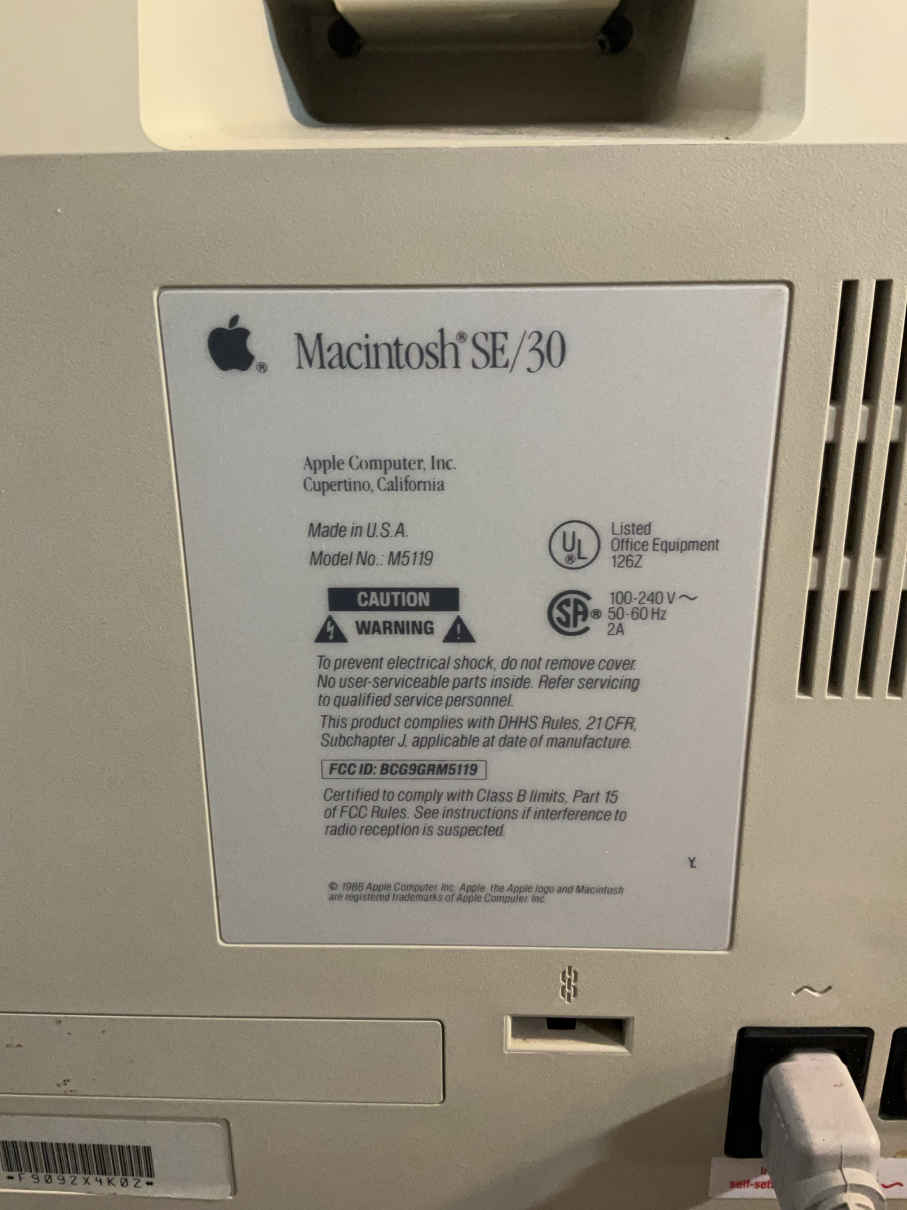 Macintosh® SE/30
Apple Computer, Inc.
Cupertino, California
Made in U.S.A.
Model No.: M5119
UL ® Listed
Office Equipment
126Z
CAUTION
WARNING
SA ® 100-240 V ~
50-60 Hz
2A
To prevent electrical shock, do not remove cover.
No user-serviceable parts inside. Refer servicing
to qualified service personnel.
This product complies with DHHS Rules, 21 CFR,
Subchapter J, applicable at date of manufacture.
FCC ID: BCG9GRM5119
Certified to comply with Class B limits, Part 15
of FCC Rules. See instructions if interference to
radio reception is suspected.
Y.
© 1988 Apple Computer, Inc. Apple, the Apple logo and Macintosh
are registered trademarks of Apple Computer, Inc.
F9092X4K02